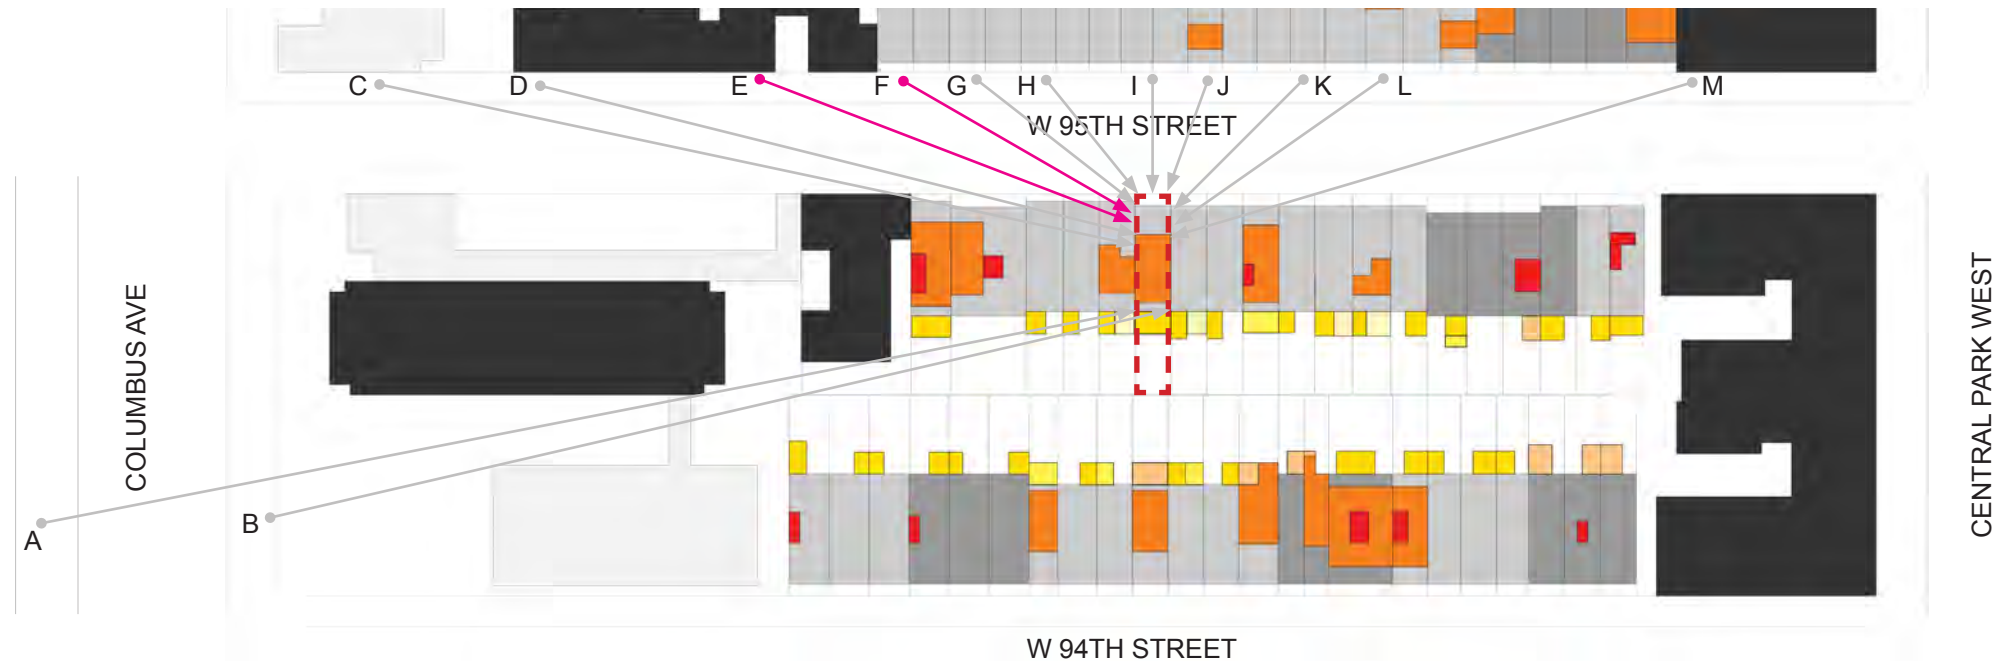 C D E F G H I J K L M
W 95TH STREET
COLUMBUS AVE
CENTRAL PARK WEST
A
B
W 94TH STREET